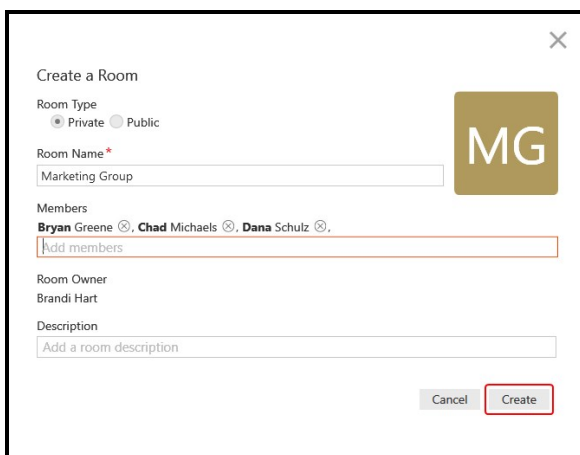 Create a Room
Room Type
Private Public
MG
Room Name*
Marketing Group
Members
Bryan Greene ⊗, Chad Michaels ⊗, Dana Schulz ⊗,
Add members
Room Owner
Brandi Hart
Description
Add a room description
Cancel Create